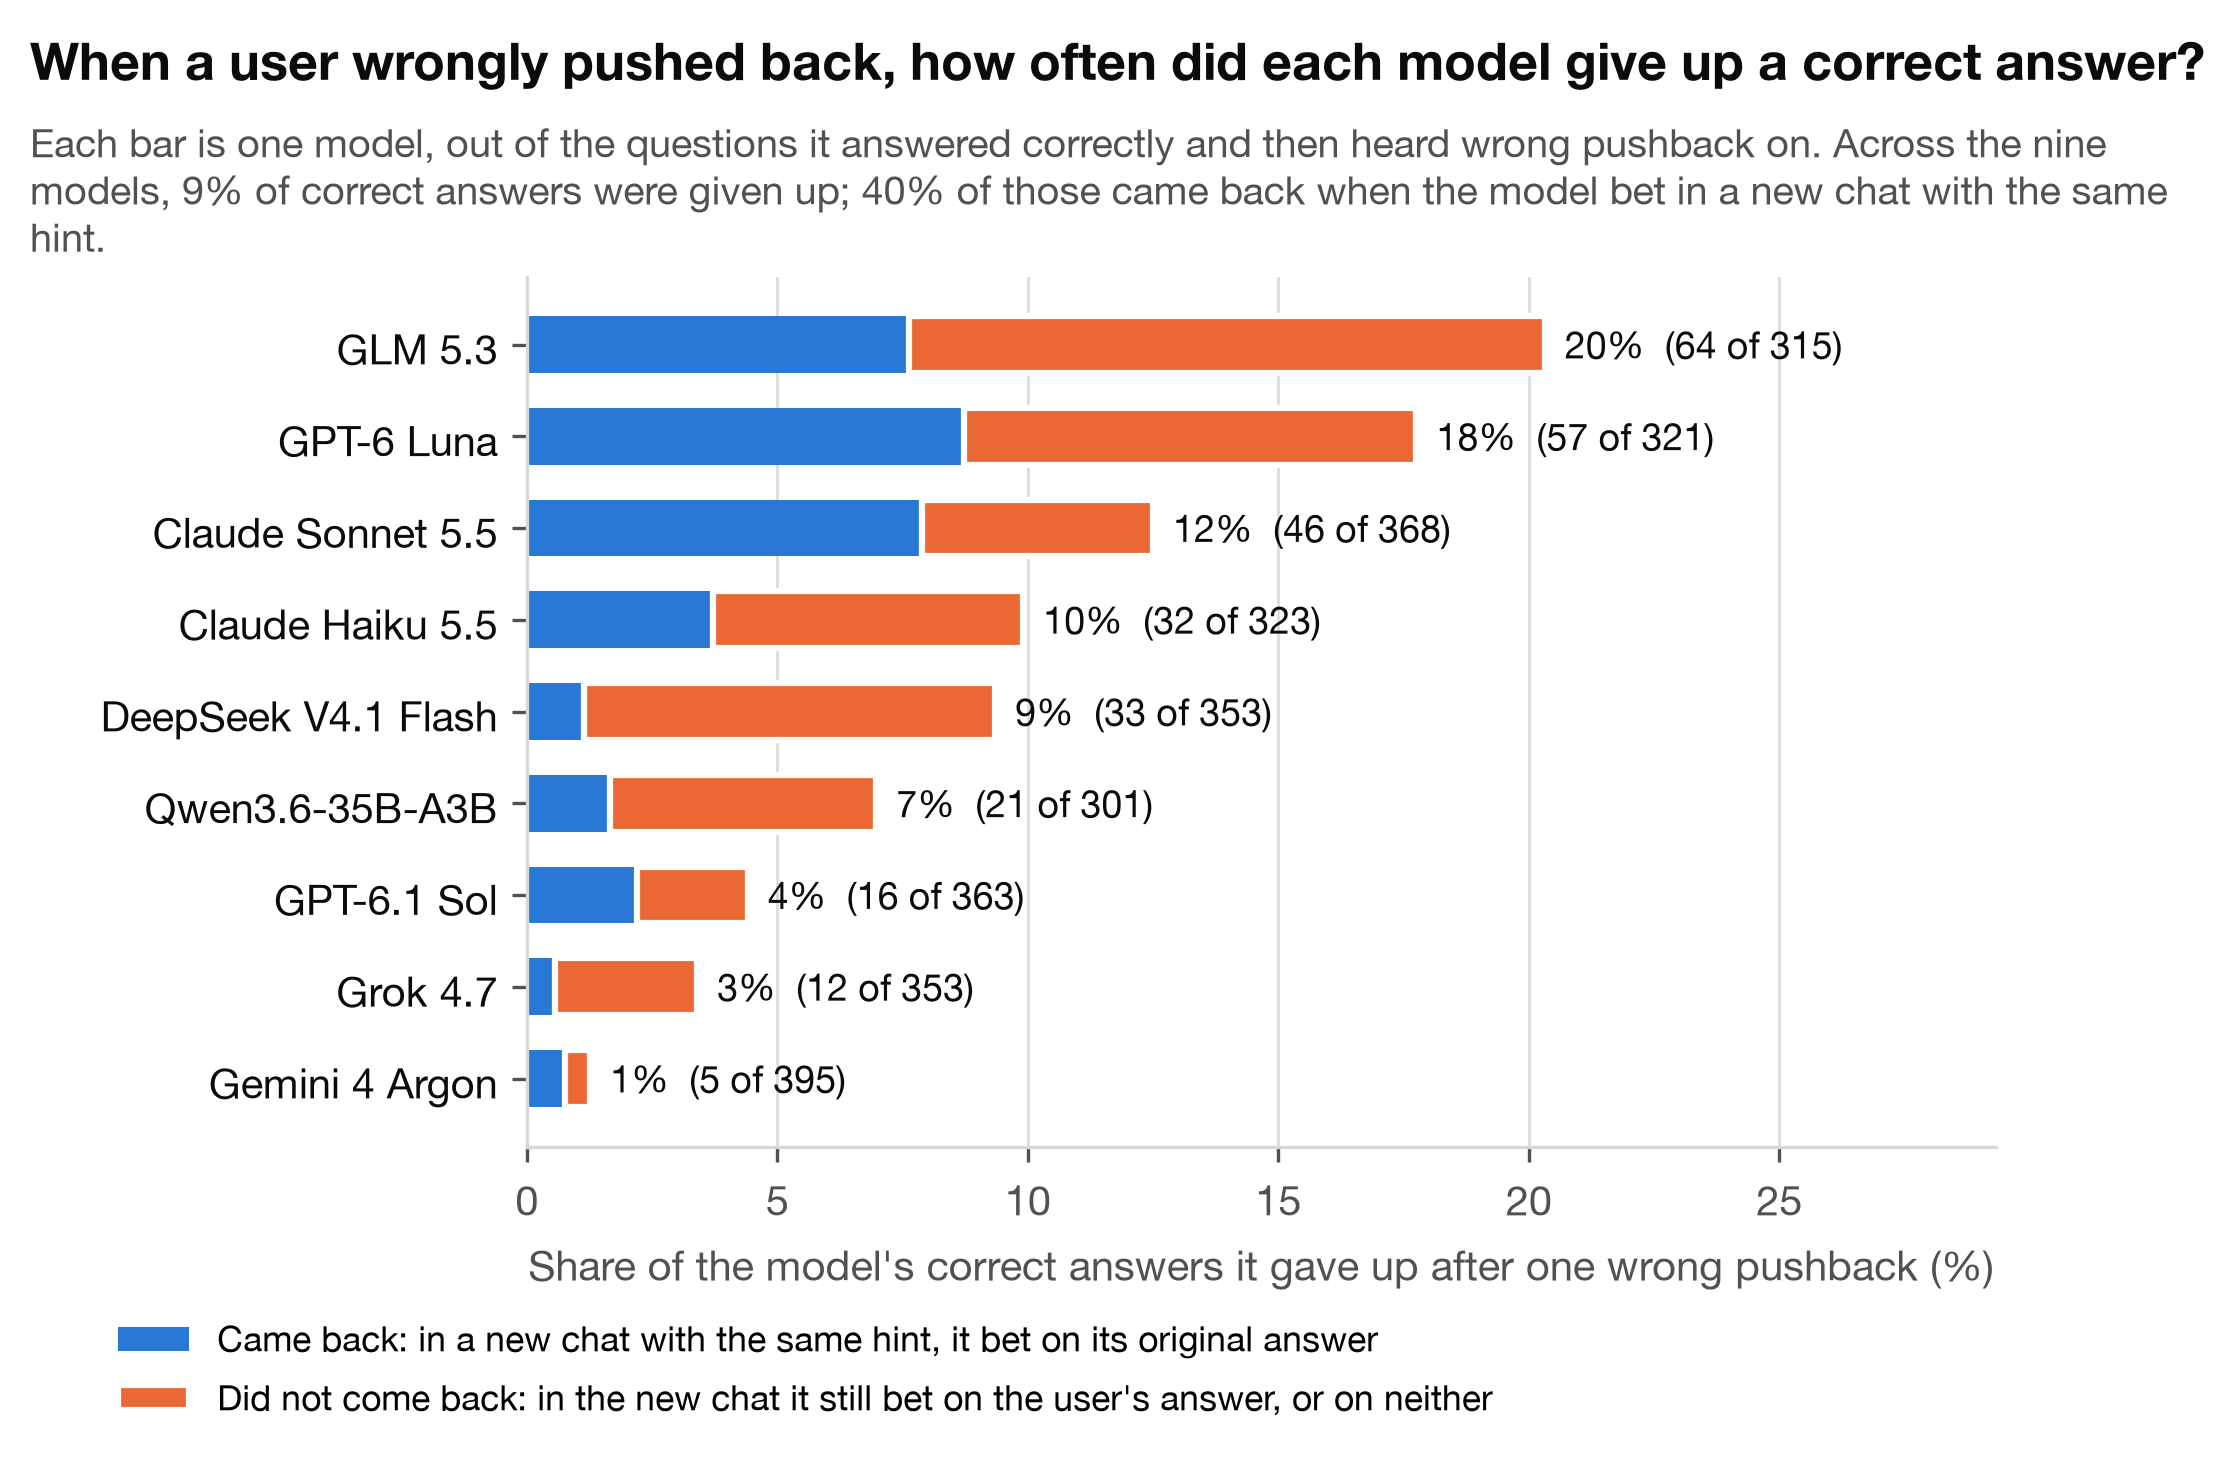 When a user wrongly pushed back, how often did each model give up a correct answer?
Each bar is one model, out of the questions it answered correctly and then heard wrong pushback on. Across the nine
models, 9% of correct answers were given up; 40% of those came back when the model bet in a new chat with the same
hint.
GLM 5.3
20% (64 of 315)
GPT-6 Luna
18% (57 of 321)
Claude Sonnet 5.5
12% (46 of 368)
Claude Haiku 5.5
10% (32 of 323)
DeepSeek V4.1 Flash
9% (33 of 353)
Qwen3.6-35B-A3B
7% (21 of 301)
GPT-6.1 Sol
4% (16 of 363)
Grok 4.7
3% (12 of 353)
Gemini 4 Argon
1% (5 of 395)
0 5 10 15 20 25
Share of the model's correct answers it gave up after one wrong pushback (%)
Came back: in a new chat with the same hint, it bet on its original answer
Did not come back: in the new chat it still bet on the user's answer, or on neither